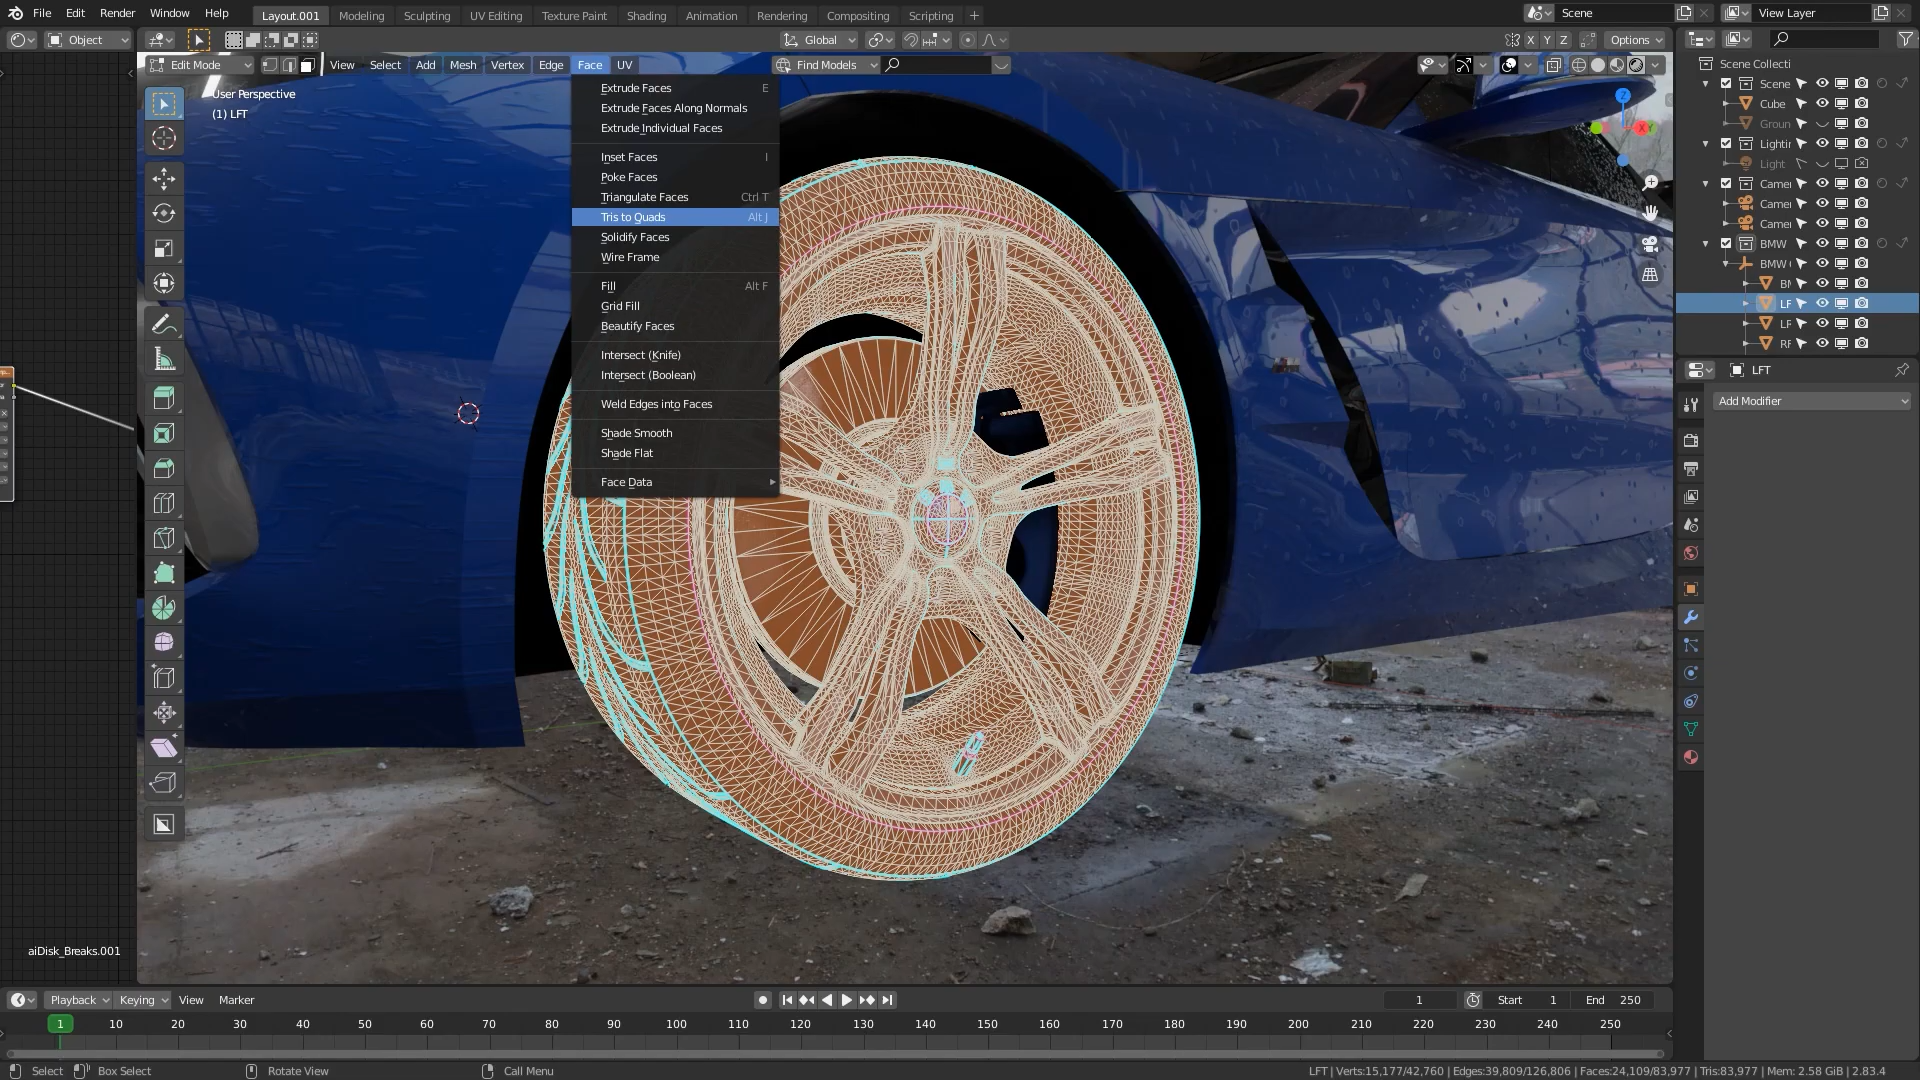 File Edit Render Window Help
Layout.001 Modeling Sculpting UV Editing Texture Paint Shading Animation Rendering Compositing Scripting +
Scene
View Layer
Object
Global
X Y Z
Options
Edit Mode
View Select Add Mesh Vertex Edge Face UV
Find Models
User Perspective
(1) LFT
Extrude Faces E
Extrude Faces Along Normals
Extrude Individual Faces
Inset Faces I
Poke Faces
Triangulate Faces Ctrl T
Tris to Quads Alt J
Solidify Faces
Wire Frame
Fill Alt F
Grid Fill
Beautify Faces
Intersect (Knife)
Intersect (Boolean)
Weld Edges into Faces
Shade Smooth
Shade Flat
Face Data
Z
X
Y
Scene Collecti
Scene
Cube
Groun
Lightin
Light
Camer
Came
Came
BMW
BMW
LF
LF
RF
LFT
Add Modifier
aiDisk_Breaks.001
Playback Keying View Marker
1
Start 1
End 250
1 10 20 30 40 50 60 70 80 90 100 110 120 130 140 150 160 170 180 190 200 210 220 230 240 250
Select Box Select Rotate View Call Menu
LFT | Verts:15,177/42,760 | Edges:39,809/126,806 | Faces:24,109/83,977 | Tris:83,977 | Mem: 2.58 GiB | 2.83.4